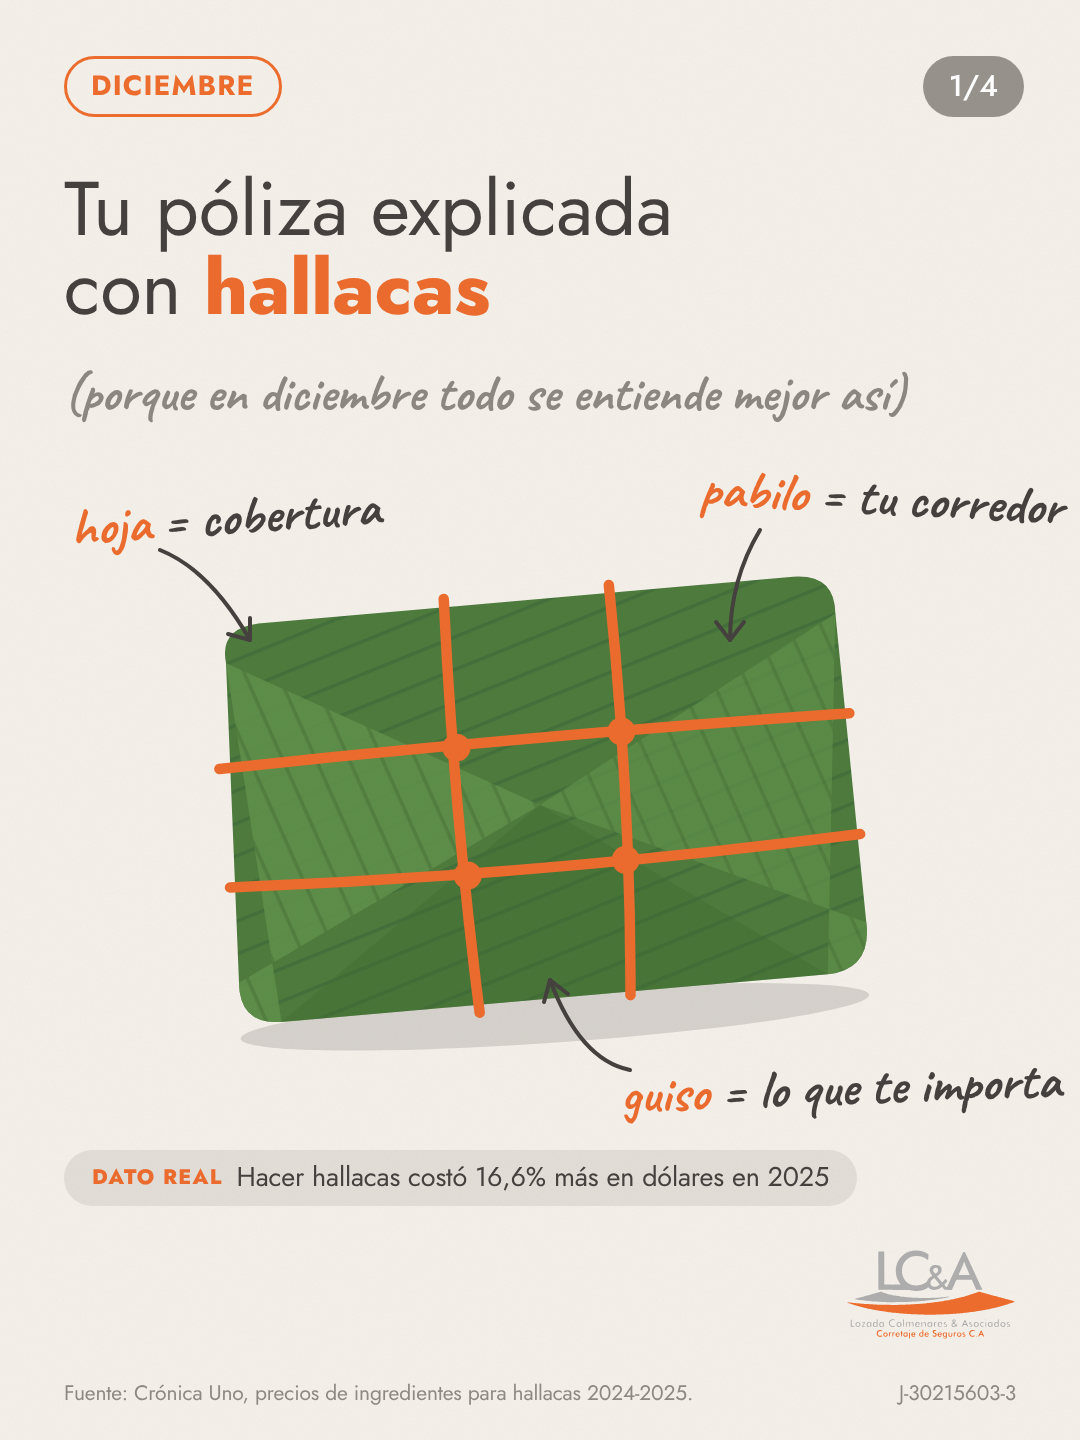 DICIEMBRE
1/4
Tu póliza explicada
con hallacas
(porque en diciembre todo se entiende mejor así)
hoja = cobertura
pabilo = tu corredor
guiso = lo que te importa
DATO REAL Hacer hallacas costó 16,6% más en dólares en 2025
LC&A
Lozada Colmenares & Asociados
Corretaje de Seguros C.A
Fuente: Crónica Uno, precios de ingredientes para hallacas 2024-2025.
J-30215603-3